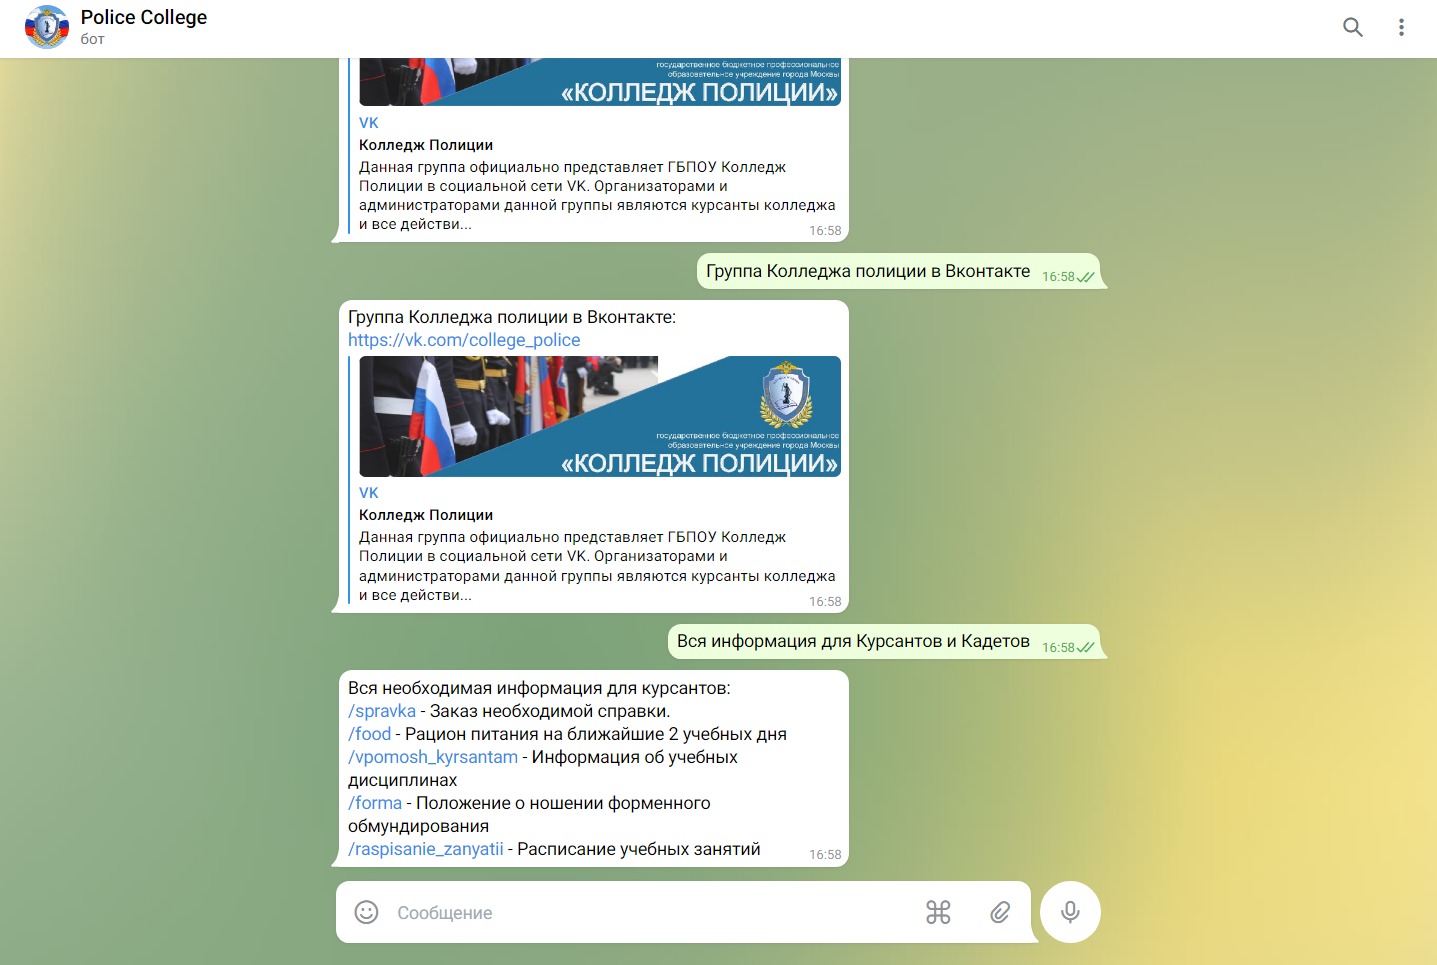 Police College
бот
государственное бюджетное профессиональное
образовательное учреждение города Москвы
«КОЛЛЕДЖ ПОЛИЦИИ»
VK
Колледж Полиции
Данная группа официально представляет ГБПОУ Колледж
Полиции в социальной сети VK. Организаторами и
администраторами данной группы являются курсанты колледжа
и все действи...
16:58
Группа Колледжа полиции в Вконтакте 16:58
Группа Колледжа полиции в Вконтакте:
https://vk.com/college_police
государственное бюджетное профессиональное
образовательное учреждение города Москвы
«КОЛЛЕДЖ ПОЛИЦИИ»
VK
Колледж Полиции
Данная группа официально представляет ГБПОУ Колледж
Полиции в социальной сети VK. Организаторами и
администраторами данной группы являются курсанты колледжа
и все действи...
16:58
Вся информация для Курсантов и Кадетов 16:58
Вся необходимая информация для курсантов:
/spravka - Заказ необходимой справки.
/food - Рацион питания на ближайшие 2 учебных дня
/vpomosh_kyrsantam - Информация об учебных
дисциплинах
/forma - Положение о ношении форменного
обмундирования
/raspisanie_zanyatii - Расписание учебных занятий
16:58
Сообщение